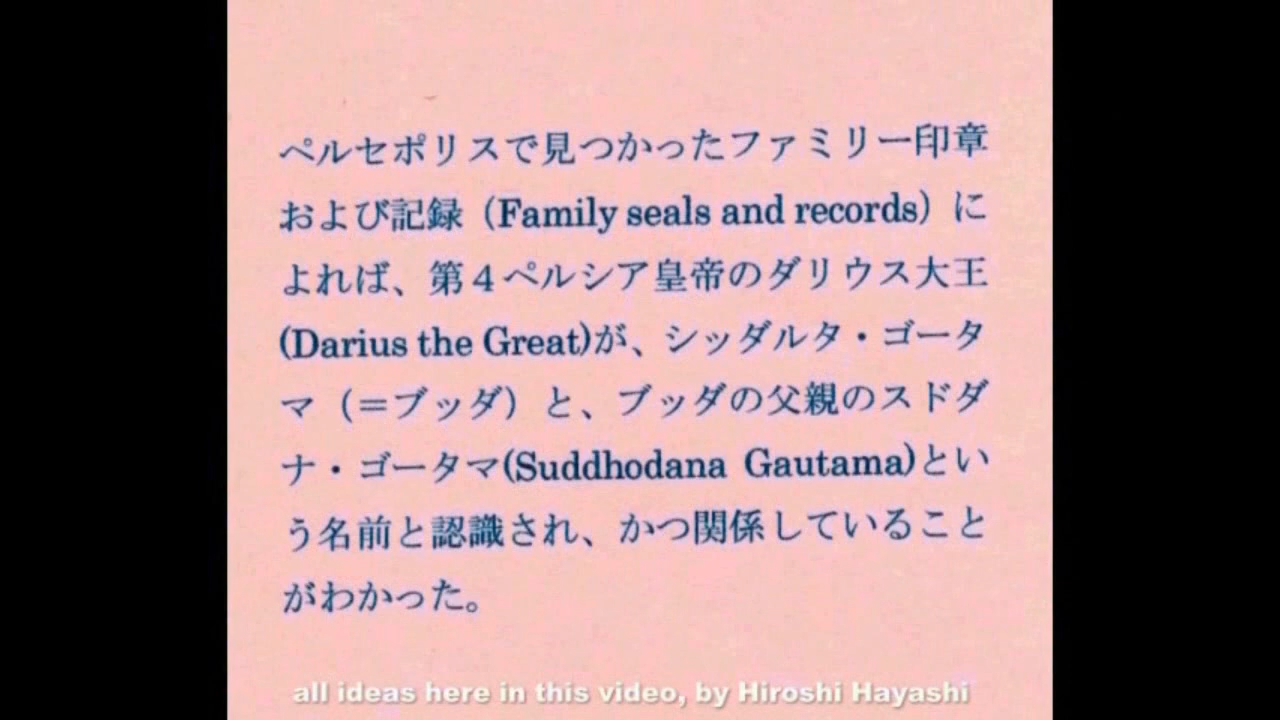 ペルセポリスで見つかったファミリー印章
および記録（Family seals and records）に
よれば、第４ペルシア皇帝のダリウス大王
(Darius the Great)が、シッダルタ・ゴータ
マ（＝ブッダ）と、ブッダの父親のスドダ
ナ・ゴータマ(Suddhodana Gautama)とい
う名前と認識され、かつ関係していること
がわかった。
all ideas here in this video, by Hiroshi Hayashi